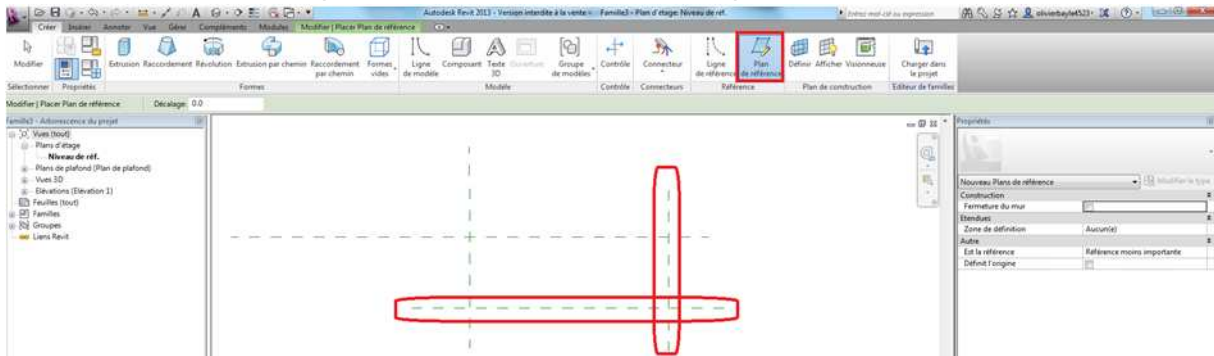 Autodesk Revit 2013 - Version interdite à la vente - Famille3 - Plan d'étage: Niveau de réf.
Entrez mot-clé ou expression
Créer Insérer Annoter Vue Gérer Compléments Modules Modifier | Placer Plan de référence
Modifier
Extrusion Raccordement Révolution Extrusion par chemin Raccordement par chemin Formes vides
Ligne de modèle Composant Texte 3D Ouverture Groupe de modèles
Contrôle Connecteur Ligne de référence Plan de référence
Définir Afficher Visionneuse Charger dans le projet
Sélectionner Propriétés Formes Modèle Contrôle Connecteurs Référence Plan de construction Editeur de familles
Modifier | Placer Plan de référence Décalage: 0.0
Famille3 - Arborescence du projet
Vues (tout)
Plans d'étage
Niveau de réf.
Plans de plafond (Plan de plafond)
Vues 3D
Elévations (Elévation 1)
Feuilles (tout)
Familles
Groupes
Liens Revit
Propriétés
Nouveau Plans de référence Modifier le type
Construction
Fermeture du mur
Etendues
Zone de définition Aucun(e)
Autre
Est la référence Référence moins importante
Définit l'origine